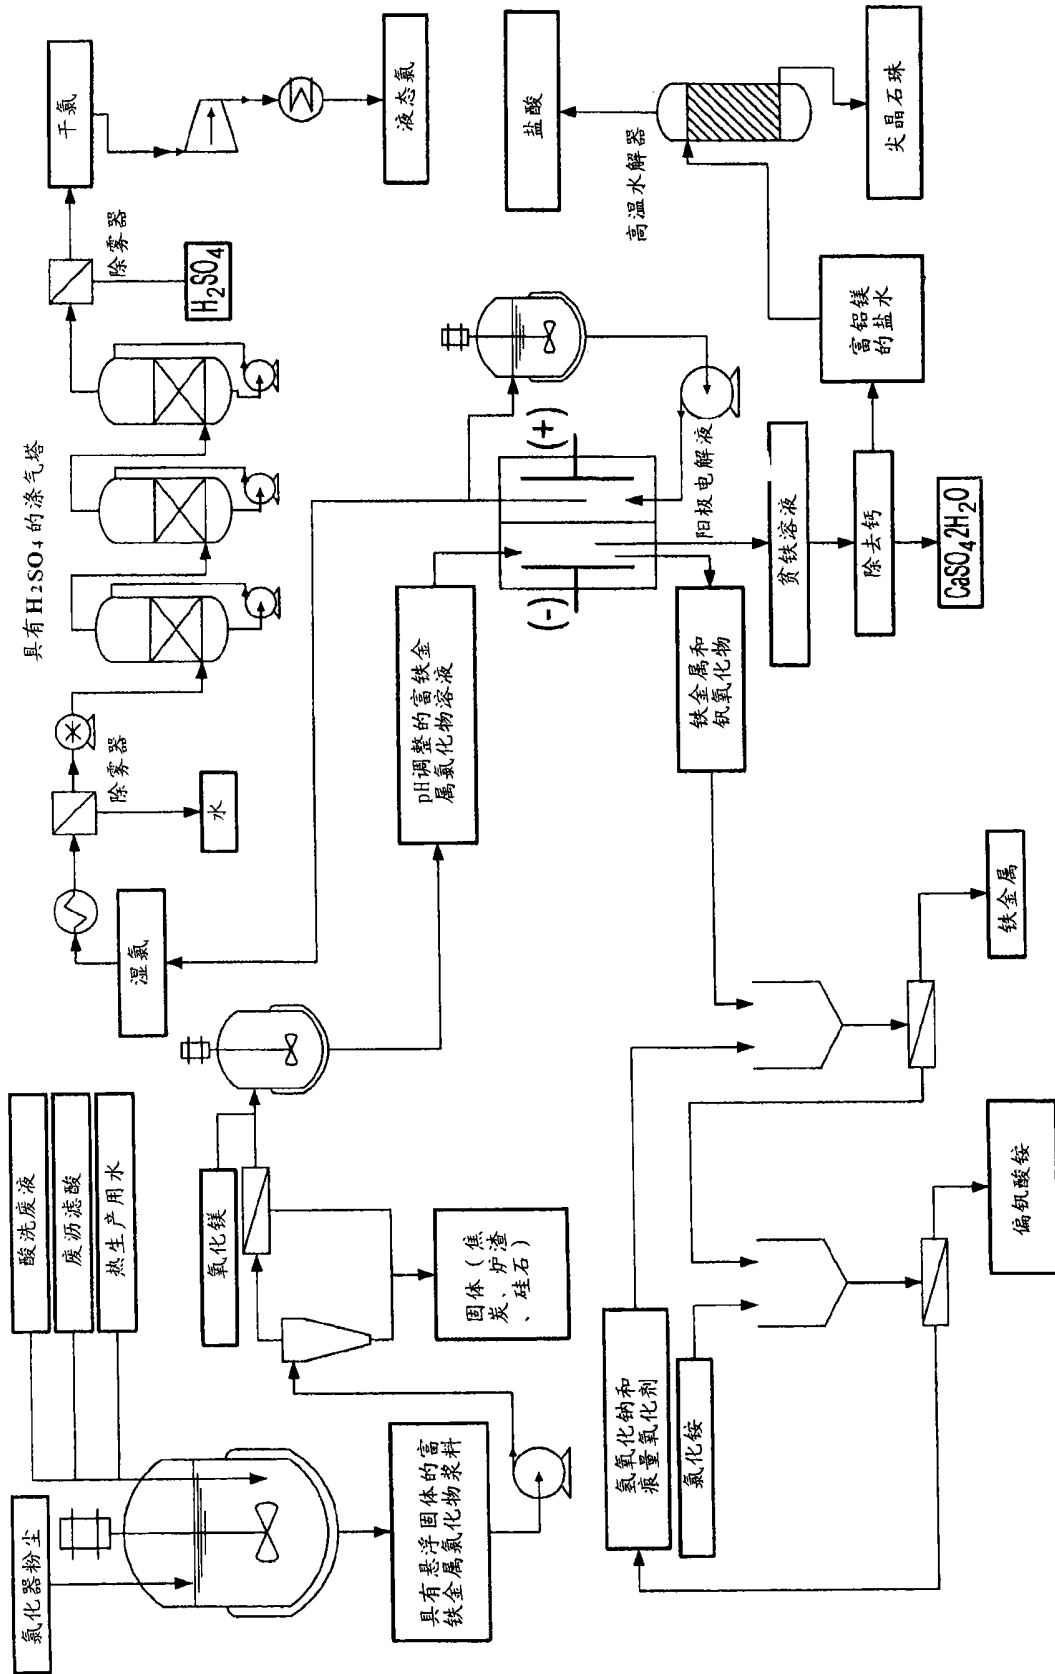 氯化器粉尘
酸洗废液
废沥滤酸
热生产用水
具有悬浮固体的富
铁金属氯化物浆料
氧化镁
固体（焦
炭、炉渣
、硅石）
pH调整的富铁金
属氯化物溶液
湿氯
除雾器
水
具有H₂SO₄的涤气塔
除雾器
H₂SO₄
干氯
液态氯
(-)
(+)
阳极电解液
铁金属和
钒氧化物
贫铁溶液
除去钙
CaSO₄2H₂O
富铝镁
的盐水
高温水解器
盐酸
尖晶石珠
氢氧化钠和
痕量氧化剂
氯化铵
铁金属
偏钒酸铵